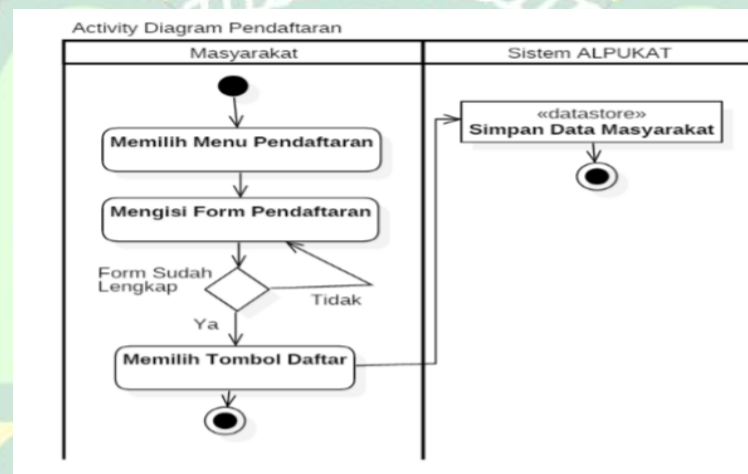 Activity Diagram Pendaftaran
Masyarakat
Sistem ALPUKAT
«datastore»
Simpan Data Masyarakat
Memilih Menu Pendaftaran
Mengisi Form Pendaftaran
Form Sudah
Lengkap
Tidak
Ya
Memilih Tombol Daftar